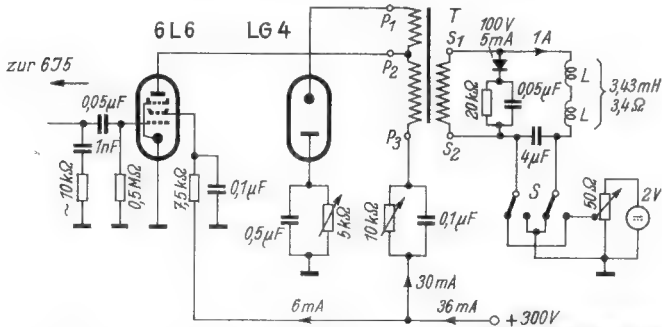 6L6
LG4
P1
T
100V
5mA
1A
S1
P2
zur 6J5
0,05µF
1nF
~10kΩ
0,5MΩ
7,5kΩ
0,1µF
20kΩ
0,05µF
L
L
3,43mH
3,4Ω
P3
S2
4µF
0,5µF
5kΩ
10kΩ
0,1µF
S
50Ω
2V
30mA
6mA
36mA
+300V